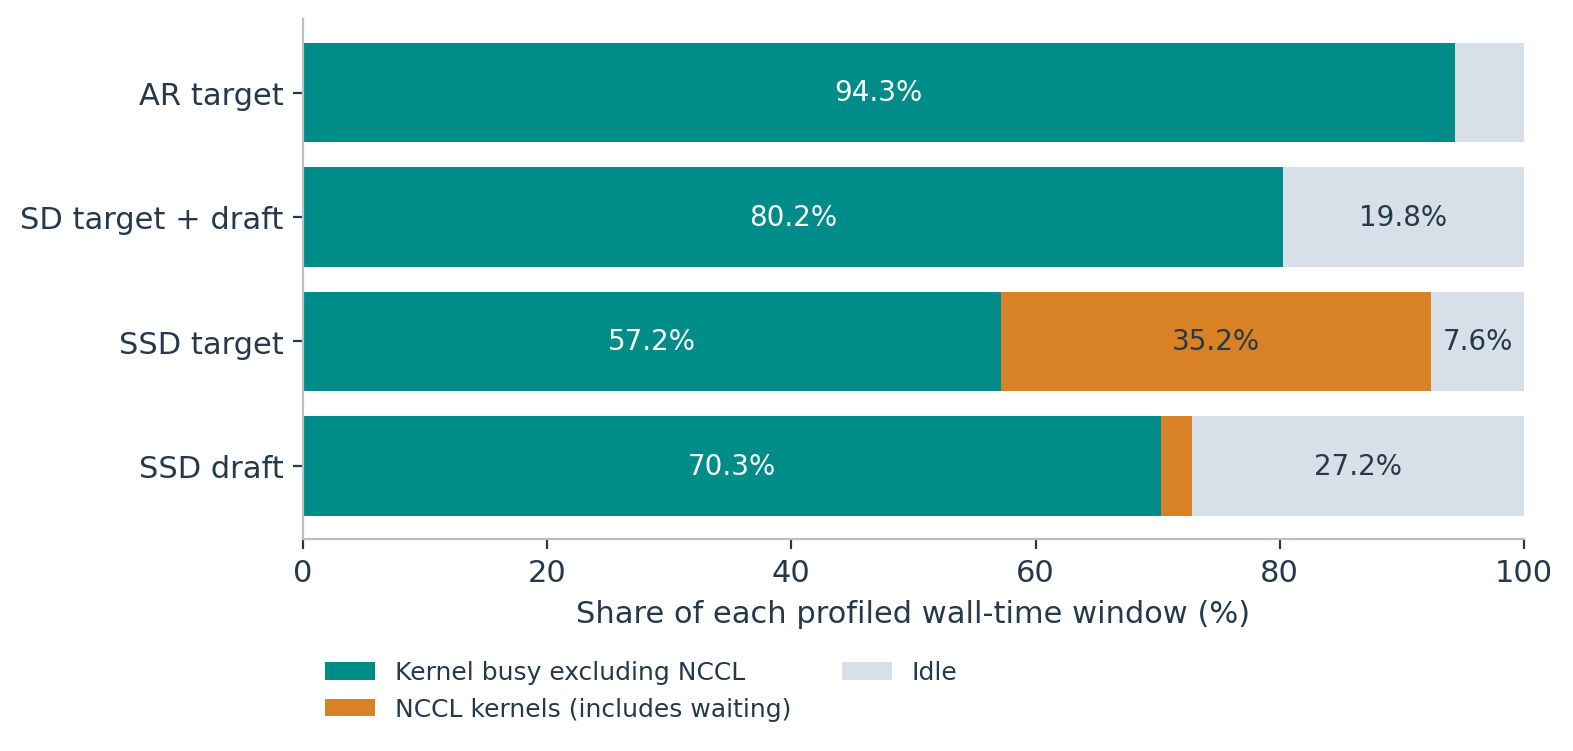 AR target
94.3%
SD target + draft
80.2%
19.8%
SSD target
57.2%
35.2%
7.6%
SSD draft
70.3%
27.2%
0
20
40
60
80
100
Share of each profiled wall-time window (%)
Kernel busy excluding NCCL
Idle
NCCL kernels (includes waiting)